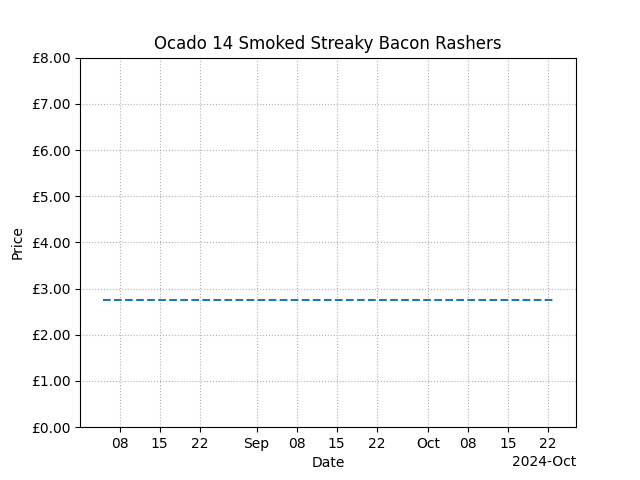 Ocado 14 Smoked Streaky Bacon Rashers
£8.00
£7.00
£6.00
£5.00
£4.00
£3.00
£2.00
£1.00
£0.00
Price
08 15 22 Sep 08 15 22 Oct 08 15 22
Date
2024-Oct